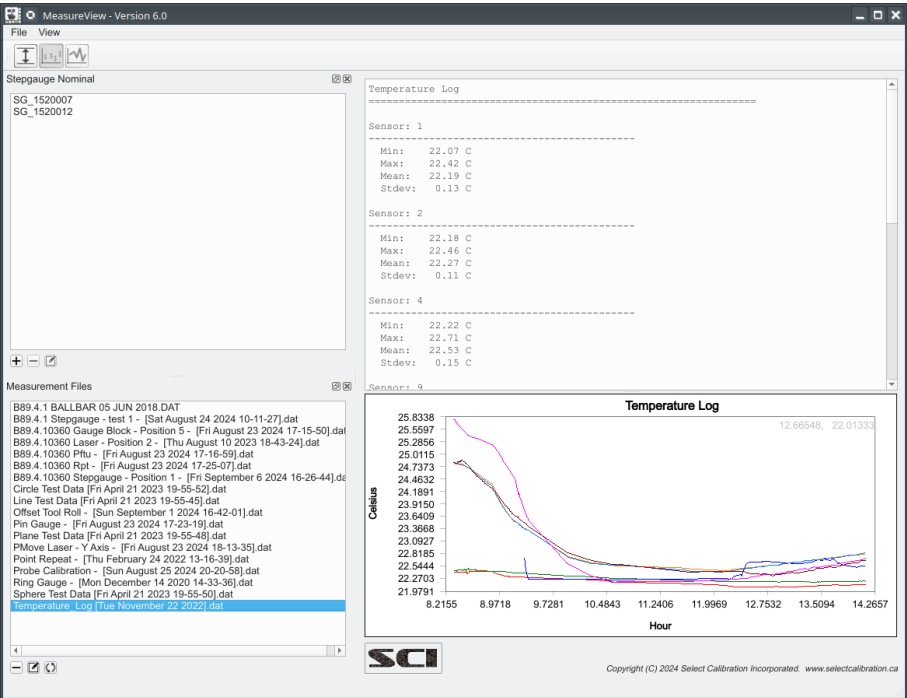 MeasureView - Version 6.0
File View
Stepgauge Nominal
SG_1520007
SG_1520012
Measurement Files
B89.4.1 BALLBAR 05 JUN 2018.DAT
B89.4.1 Stepgauge - test 1 - [Sat August 24 2024 10-11-27].dat
B89.4.10360 Gauge Block - Position 5 - [Fri August 23 2024 17-15-50].dat
B89.4.10360 Laser - Position 2 - [Thu August 10 2023 18-43-24].dat
B89.4.10360 Pftu - [Fri August 23 2024 17-16-59].dat
B89.4.10360 Rpt - [Fri August 23 2024 17-25-07].dat
B89.4.10360 Stepgauge - Position 1 - [Fri September 6 2024 16-26-44].da
Circle Test Data [Fri April 21 2023 19-55-52].dat
Line Test Data [Fri April 21 2023 19-55-45].dat
Offset Tool Roll - [Sun September 1 2024 16-42-01].dat
Pin Gauge - [Fri August 23 2024 17-23-19].dat
Plane Test Data [Fri April 21 2023 19-55-48].dat
PMove Laser - Y Axis - [Fri August 23 2024 18-13-35].dat
Point Repeat - [Thu February 24 2022 13-16-39].dat
Probe Calibration - [Sun August 25 2024 20-20-58].dat
Ring Gauge - [Mon December 14 2020 14-33-36].dat
Sphere Test Data [Fri April 21 2023 19-55-50].dat
Temperature_Log [Tue November 22 2022].dat
Temperature Log
================================================================
Sensor: 1
--------------------------------------------
Min: 22.07 C
Max: 22.42 C
Mean: 22.19 C
Stdev: 0.13 C
Sensor: 2
--------------------------------------------
Min: 22.18 C
Max: 22.46 C
Mean: 22.27 C
Stdev: 0.11 C
Sensor: 4
--------------------------------------------
Min: 22.22 C
Max: 22.71 C
Mean: 22.53 C
Stdev: 0.15 C
Sensor: 9
Temperature Log
12.66548, 22.01333
Celsius
25.8338
25.5597
25.2856
25.0115
24.7373
24.4632
24.1891
23.9150
23.6409
23.3668
23.0927
22.8185
22.5444
22.2703
21.9791
8.2155 8.9718 9.7281 10.4843 11.2406 11.9969 12.7532 13.5094 14.2657
Hour
SCI
Copyright (C) 2024 Select Calibration Incorporated. www.selectcalibration.ca